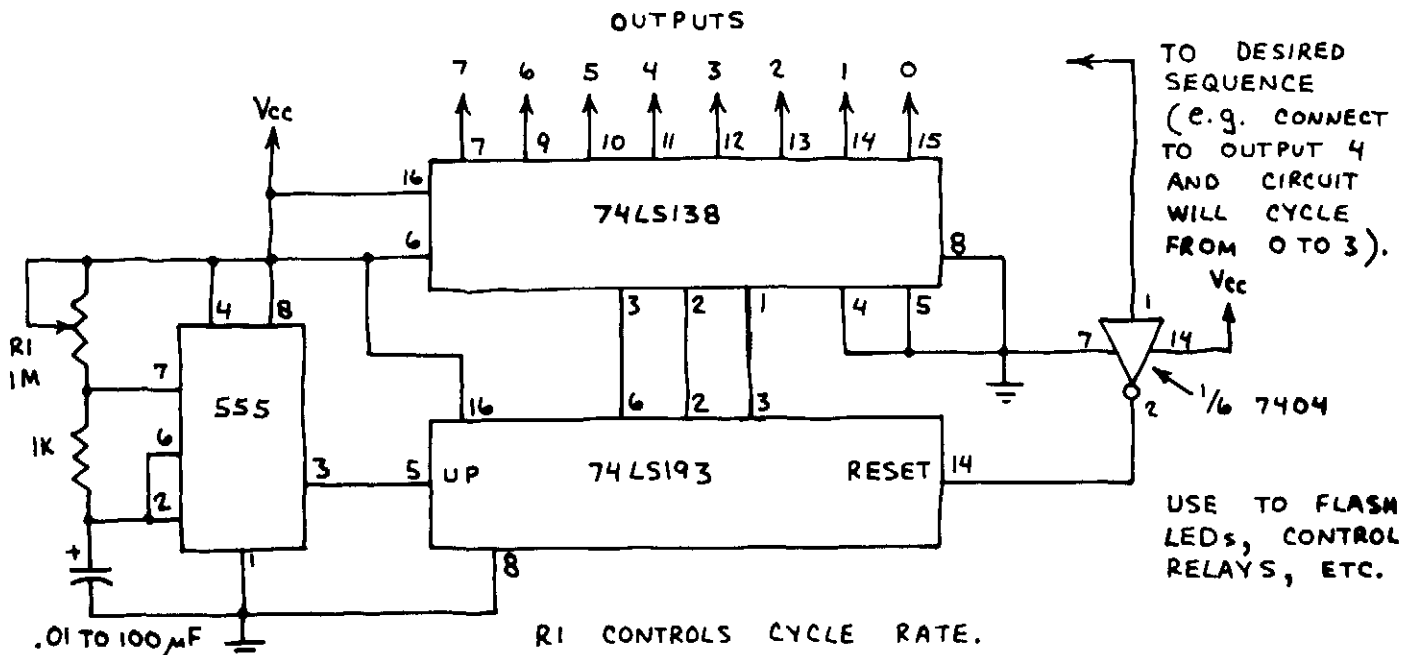 OUTPUTS
7 6 5 4 3 2 1 0
TO DESIRED
SEQUENCE
(e.g. CONNECT
TO OUTPUT 4
AND CIRCUIT
WILL CYCLE
FROM 0 TO 3).
Vcc
7 9 10 11 12 13 14 15
16
74LS138
6
8
3 2 1 4 5
Vcc
1
7
14
1/6 7404
2
4 8
R1
1M
7
555
6
1K
3
2
1
16
6 2 3
5
UP
74LS193
RESET
14
8
+
.01 TO 100 µF
R1 CONTROLS CYCLE RATE.
USE TO FLASH
LEDs, CONTROL
RELAYS, ETC.